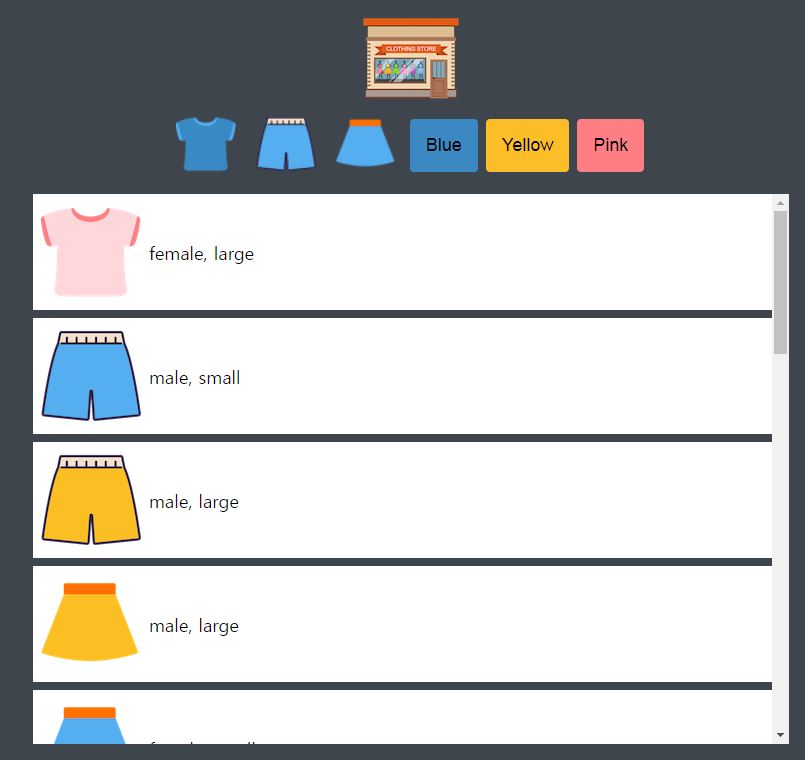 CLOTHING STORE
Blue
Yellow
Pink
female, large
male, small
male, large
male, large